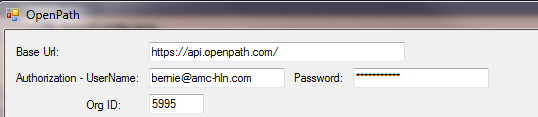 OpenPath
Base Url: https://api.openpath.com/
Authorization - UserName: bernie@amc-hln.com Password: ***********
Org ID: 5995